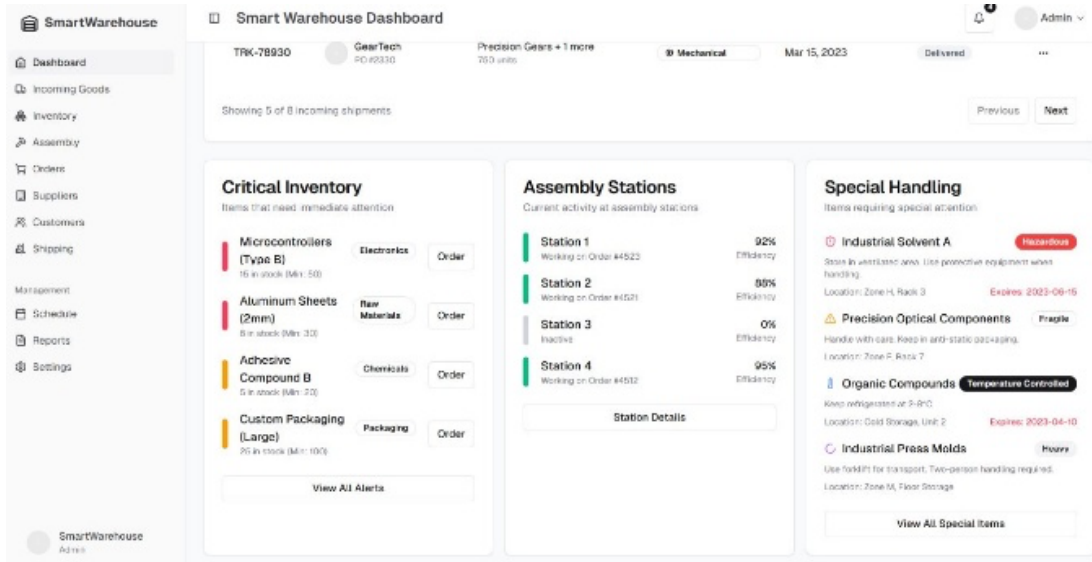 SmartWarehouse
Smart Warehouse Dashboard
Admin
Dashboard
Incoming Goods
Inventory
Assembly
Orders
Suppliers
Customers
Shipping
Management
Schedule
Reports
Settings
SmartWarehouse
Admin
TRK-78930 GearTech Precision Gears + 1 more Mechanical Mar 15, 2023 Delivered ...
PO #2330 750 units
Showing 5 of 8 incoming shipments Previous Next
Critical Inventory
Items that need immediate attention
Microcontrollers (Type B) Electronics Order
15 in stock (Min: 50)
Aluminum Sheets (2mm) Raw Materials Order
8 in stock (Min: 30)
Adhesive Compound B Chemicals Order
5 in stock (Min: 20)
Custom Packaging (Large) Packaging Order
25 in stock (Min: 100)
View All Alerts
Assembly Stations
Current activity at assembly stations
Station 1 92%
Working on Order #4523 Efficiency
Station 2 88%
Working on Order #4521 Efficiency
Station 3 0%
Inactive Efficiency
Station 4 95%
Working on Order #4512 Efficiency
Station Details
Special Handling
Items requiring special attention
Industrial Solvent A Hazardous
Store in ventilated area. Use protective equipment when
handling.
Location: Zone H, Rack 3 Expires: 2023-06-15
Precision Optical Components Fragile
Handle with care. Keep in anti-static packaging.
Location: Zone F, Rack 7
Organic Compounds Temperature Controlled
Keep refrigerated at 2-8°C
Location: Cold Storage, Unit 2 Expires: 2023-04-10
Industrial Press Molds Heavy
Use forklift for transport. Two-person handling required.
Location: Zone M, Floor Storage
View All Special Items